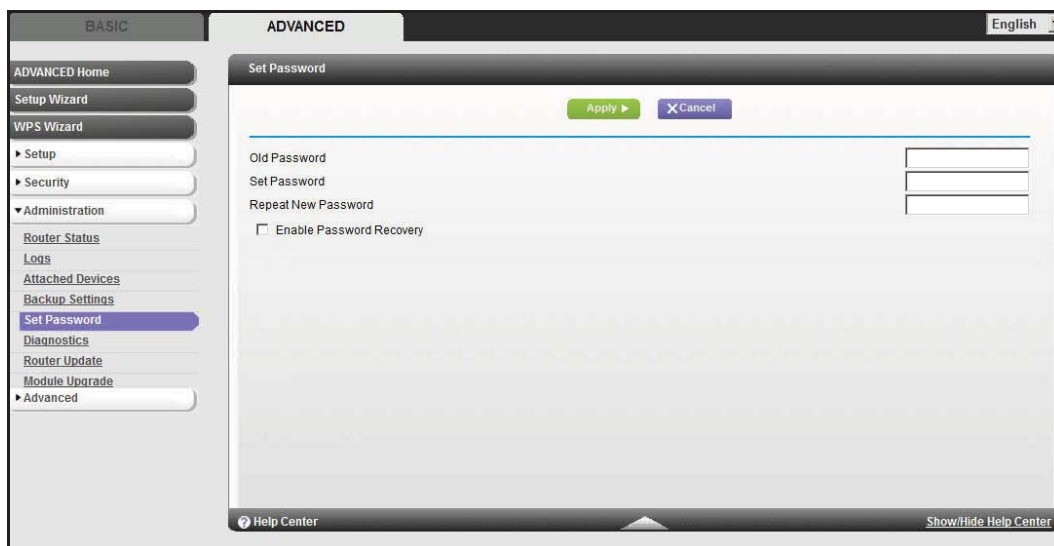 BASIC
ADVANCED
English
ADVANCED Home
Setup Wizard
WPS Wizard
Setup
Security
Administration
Router Status
Logs
Attached Devices
Backup Settings
Set Password
Diagnostics
Router Update
Module Upgrade
Advanced
Set Password
Apply
Cancel
Old Password
Set Password
Repeat New Password
Enable Password Recovery
Help Center
Show/Hide Help Center